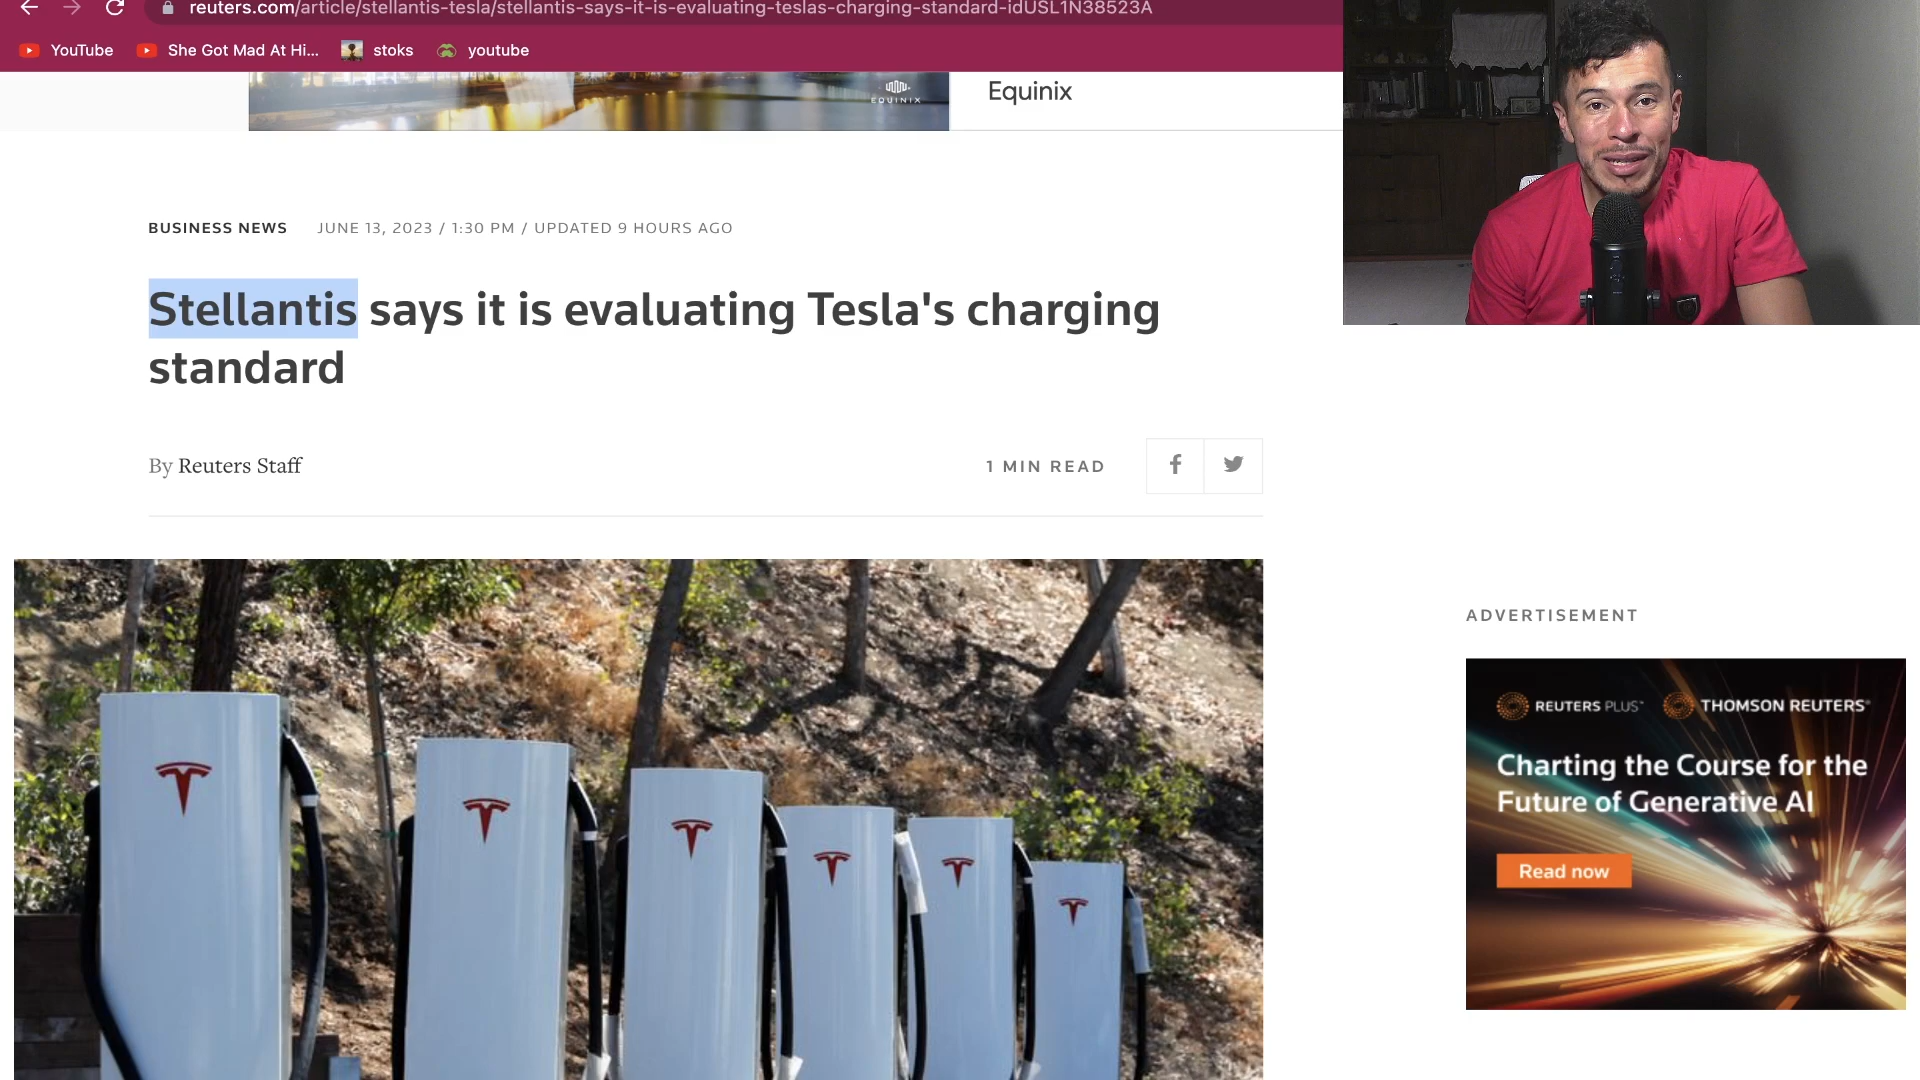 reuters.com/article/stellantis-tesla/stellantis-says-it-is-evaluating-teslas-charging-standard-idUSL1N38523A
YouTube She Got Mad At Hi... stoks youtube
EQUINIX
Equinix
BUSINESS NEWS JUNE 13, 2023 / 1:30 PM / UPDATED 9 HOURS AGO
Stellantis says it is evaluating Tesla's charging
standard
By Reuters Staff
1 MIN READ
ADVERTISEMENT
REUTERS PLUS™ THOMSON REUTERS®
Charting the Course for the
Future of Generative AI
Read now